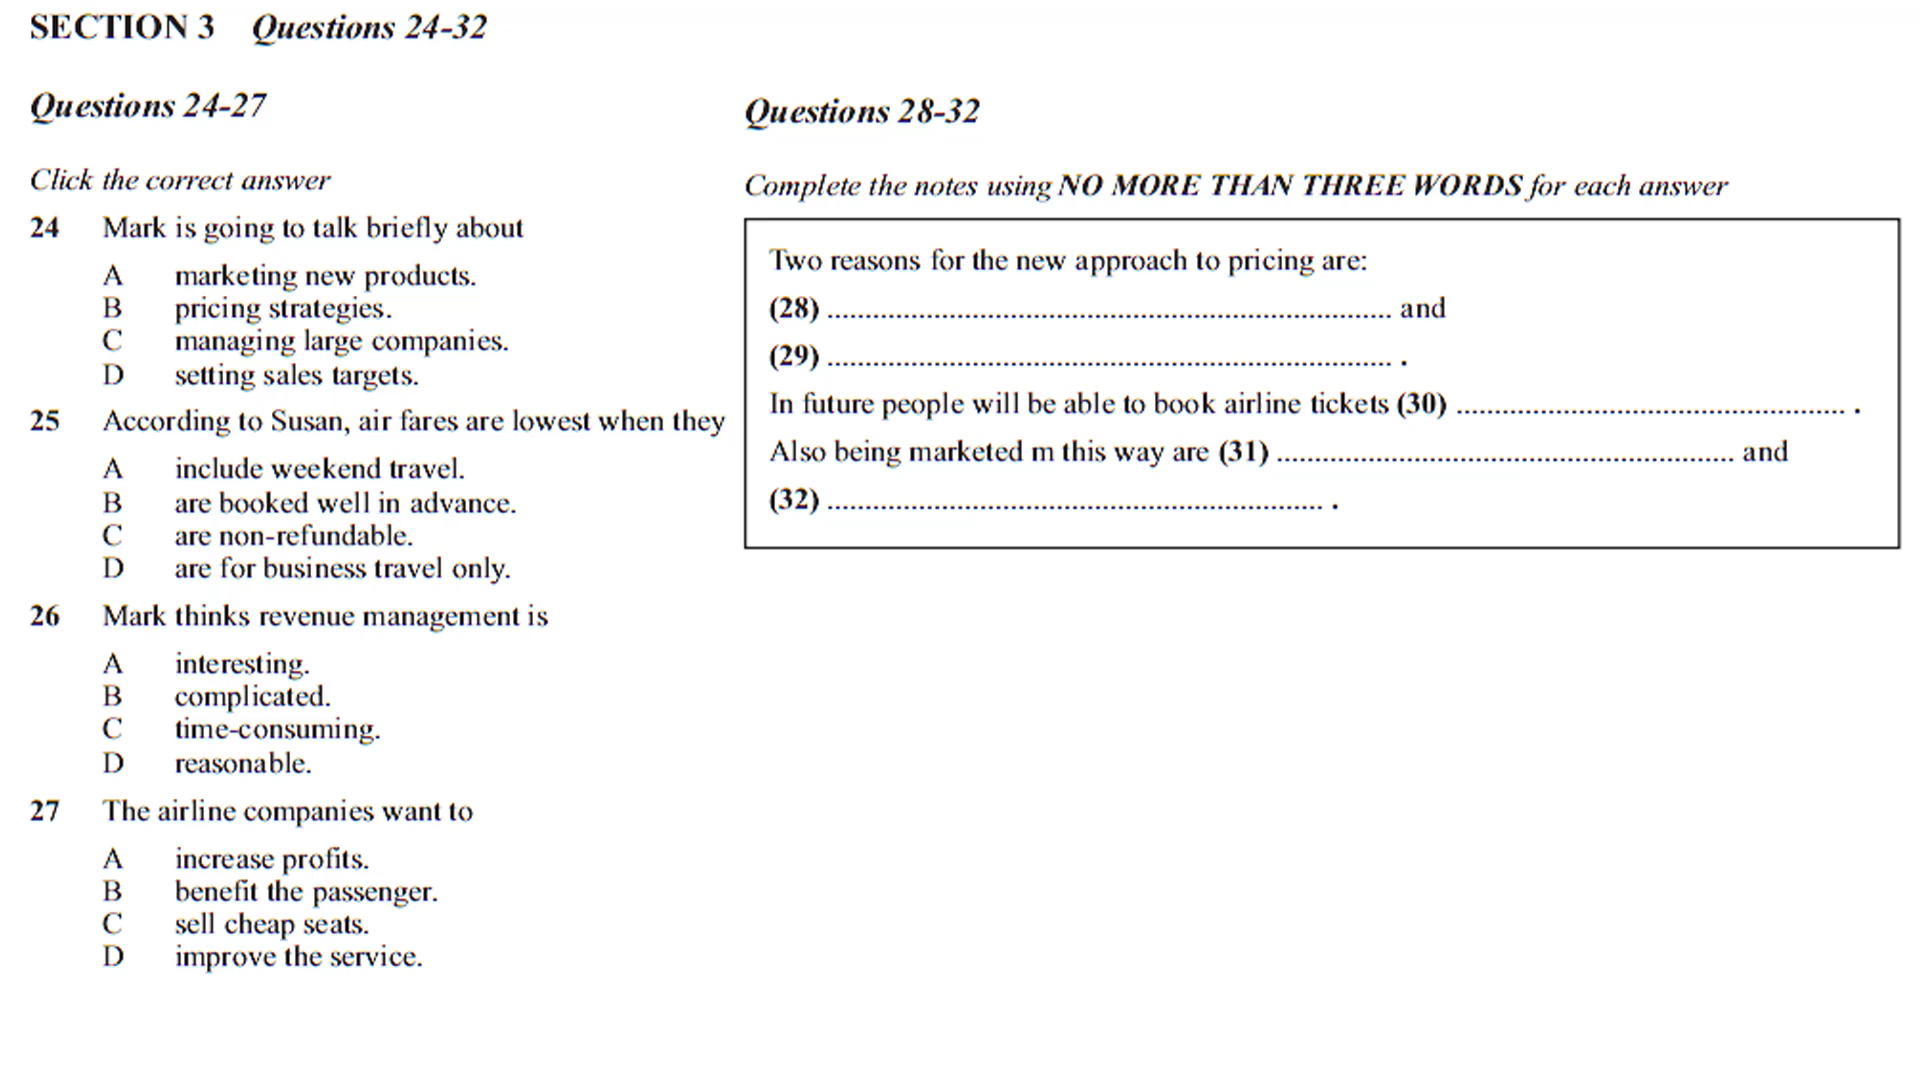 SECTION 3 Questions 24-32
Questions 24-27
Click the correct answer
24 Mark is going to talk briefly about
A marketing new products.
B pricing strategies.
C managing large companies.
D setting sales targets.
25 According to Susan, air fares are lowest when they
A include weekend travel.
B are booked well in advance.
C are non-refundable.
D are for business travel only.
26 Mark thinks revenue management is
A interesting.
B complicated.
C time-consuming.
D reasonable.
27 The airline companies want to
A increase profits.
B benefit the passenger.
C sell cheap seats.
D improve the service.
Questions 28-32
Complete the notes using NO MORE THAN THREE WORDS for each answer
Two reasons for the new approach to pricing are:
(28) ........................................ and
(29) ........................................ .
In future people will be able to book airline tickets (30) ........................................ .
Also being marketed m this way are (31) ........................................ and
(32) ........................................ .